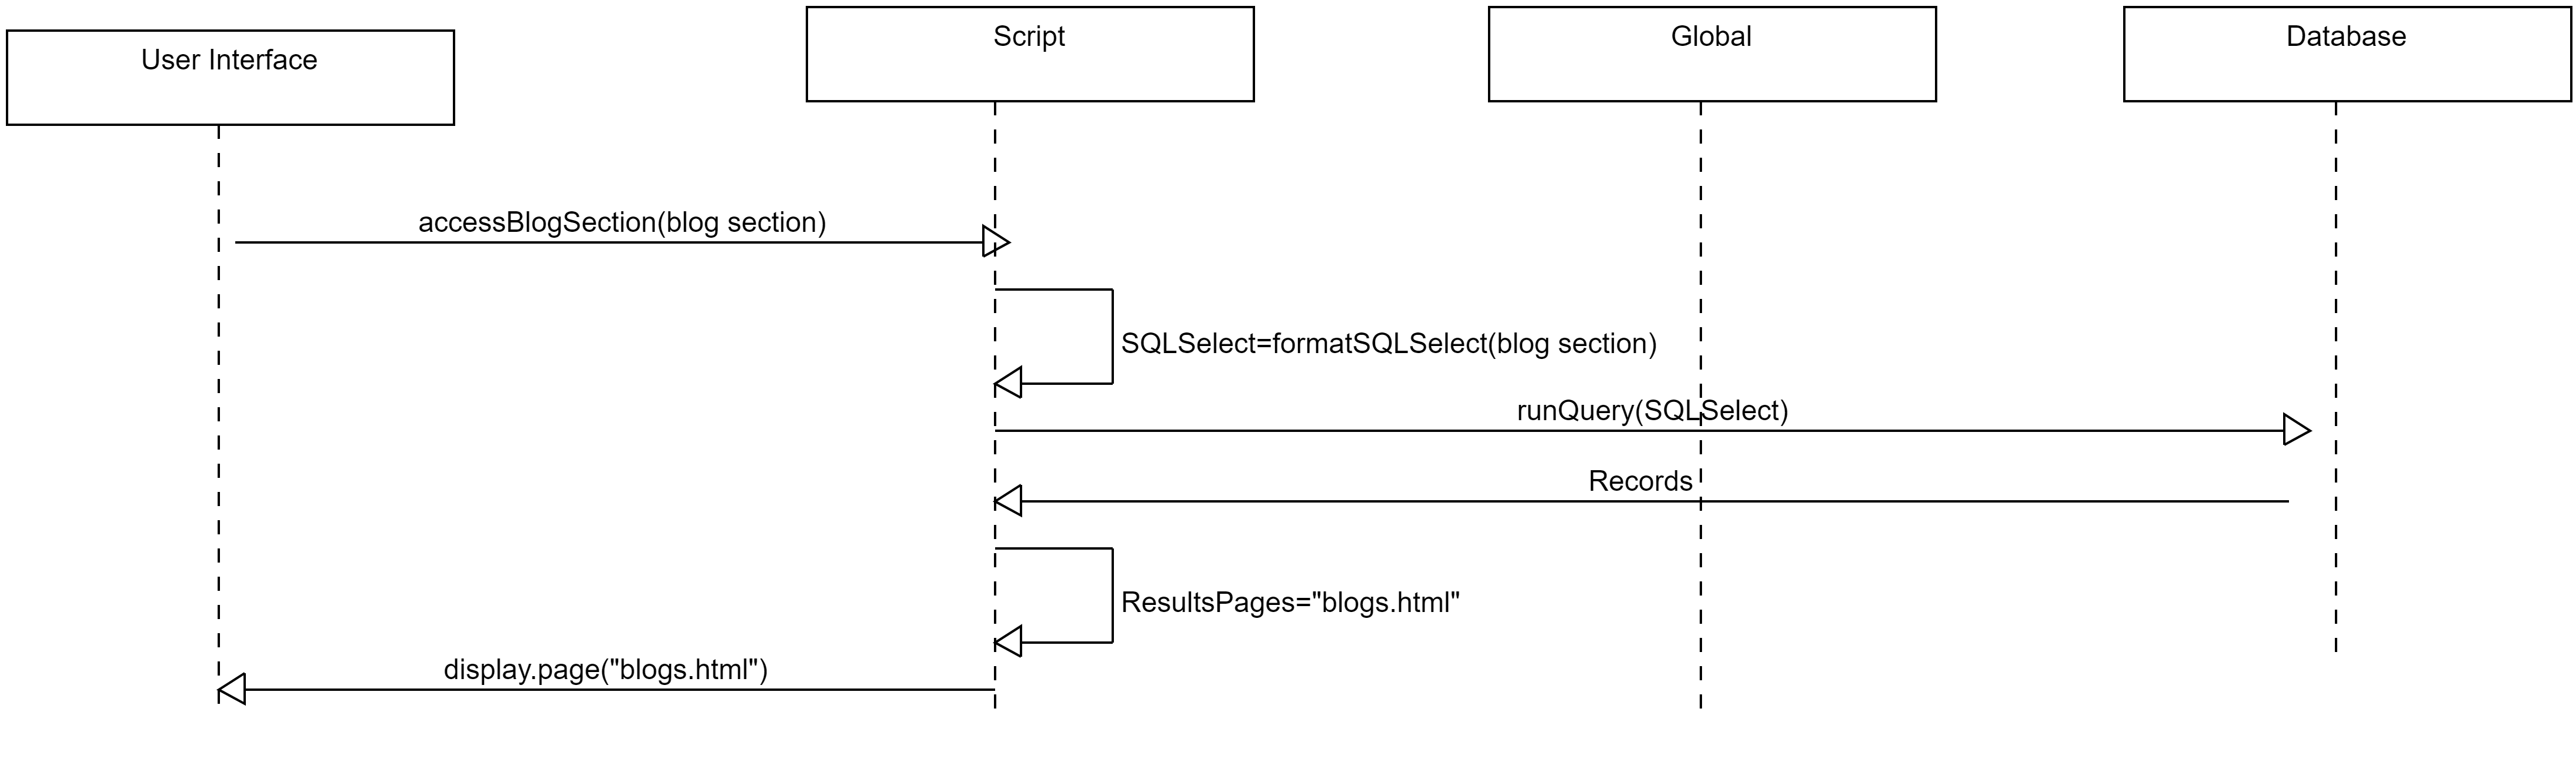 User Interface
Script
Global
Database
accessBlogSection(blog section)
SQLSelect=formatSQLSelect(blog section)
runQuery(SQLSelect)
Records
ResultsPages="blogs.html"
display.page("blogs.html")